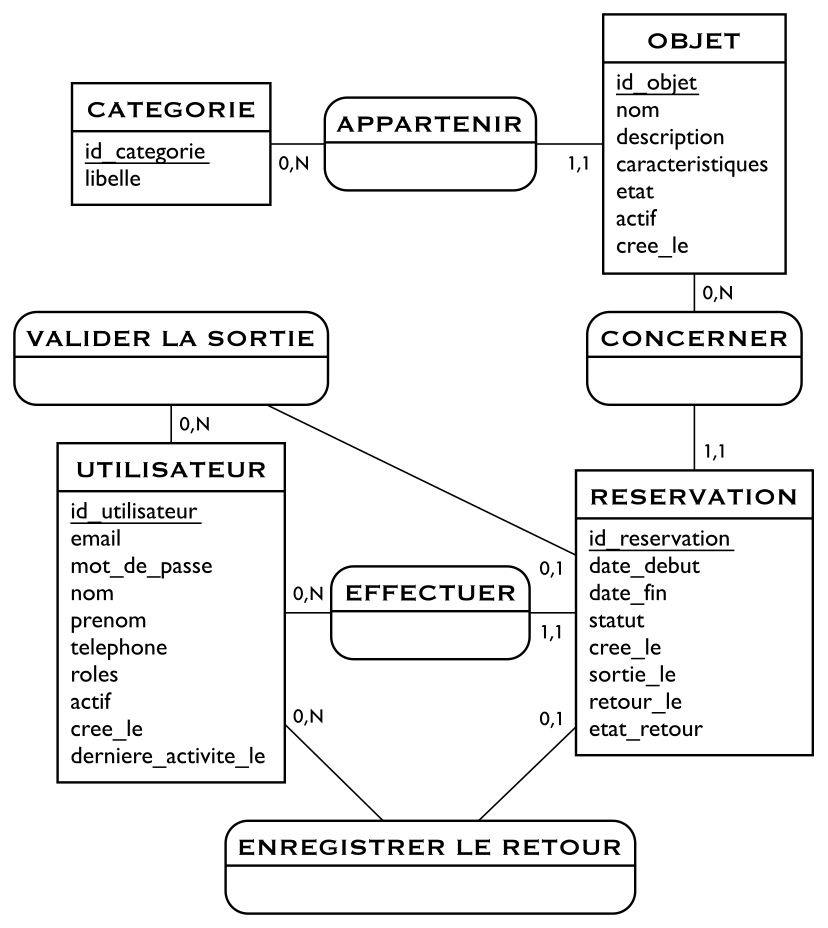 OBJET
id_objet
nom
description
caracteristiques
etat
actif
cree_le
CATEGORIE
id_categorie
libelle
APPARTENIR
0,N
1,1
0,N
VALIDER LA SORTIE
CONCERNER
0,N
1,1
UTILISATEUR
id_utilisateur
email
mot_de_passe
nom
prenom
telephone
roles
actif
cree_le
derniere_activite_le
RESERVATION
id_reservation
date_debut
date_fin
statut
cree_le
sortie_le
retour_le
etat_retour
0,1
EFFECTUER
0,N
1,1
0,N
0,1
ENREGISTRER LE RETOUR